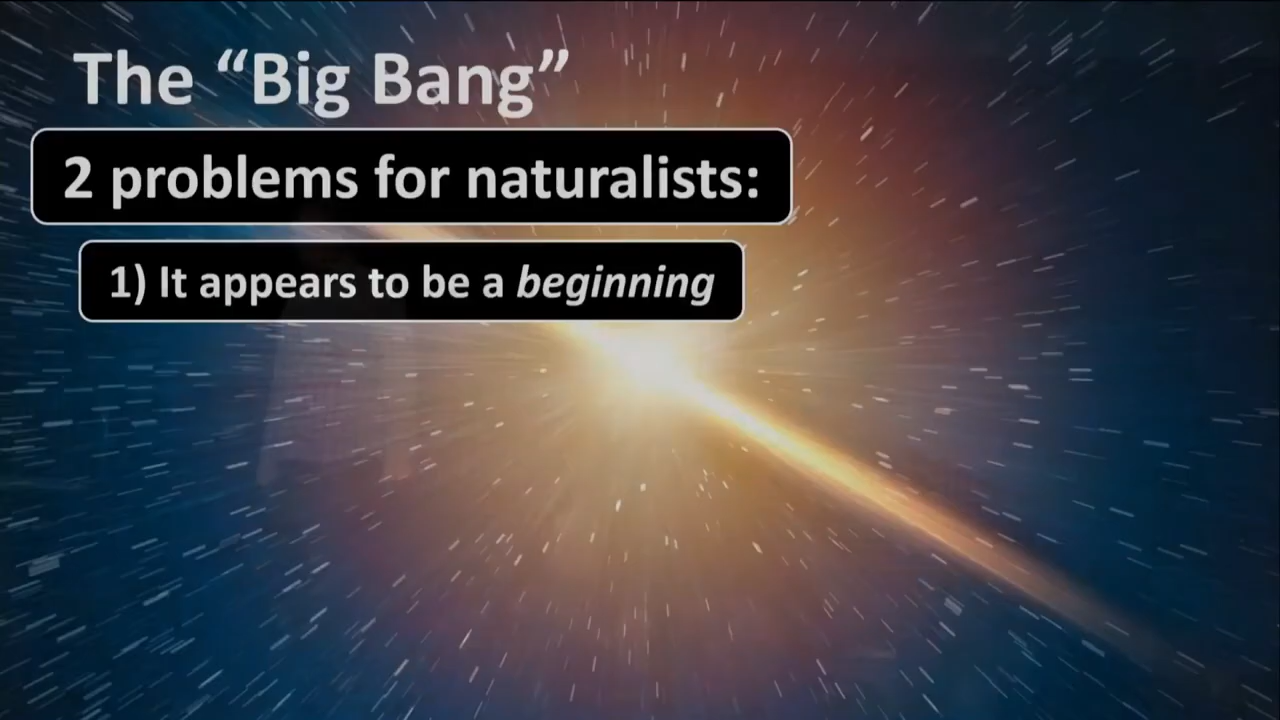 The “Big Bang”
2 problems for naturalists:
1) It appears to be a beginning